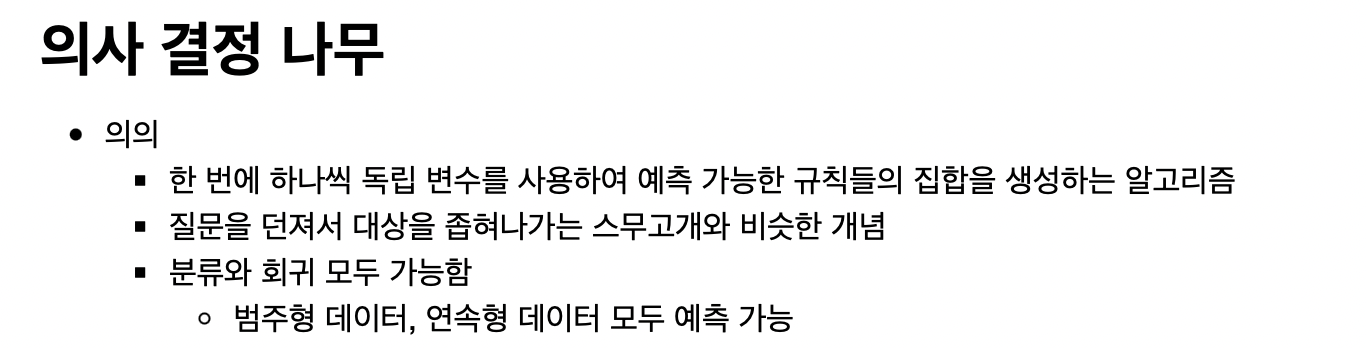 의사 결정 나무
• 의의
▪ 한 번에 하나씩 독립 변수를 사용하여 예측 가능한 규칙들의 집합을 생성하는 알고리즘
▪ 질문을 던져서 대상을 좁혀나가는 스무고개와 비슷한 개념
▪ 분류와 회귀 모두 가능함
◦ 범주형 데이터, 연속형 데이터 모두 예측 가능